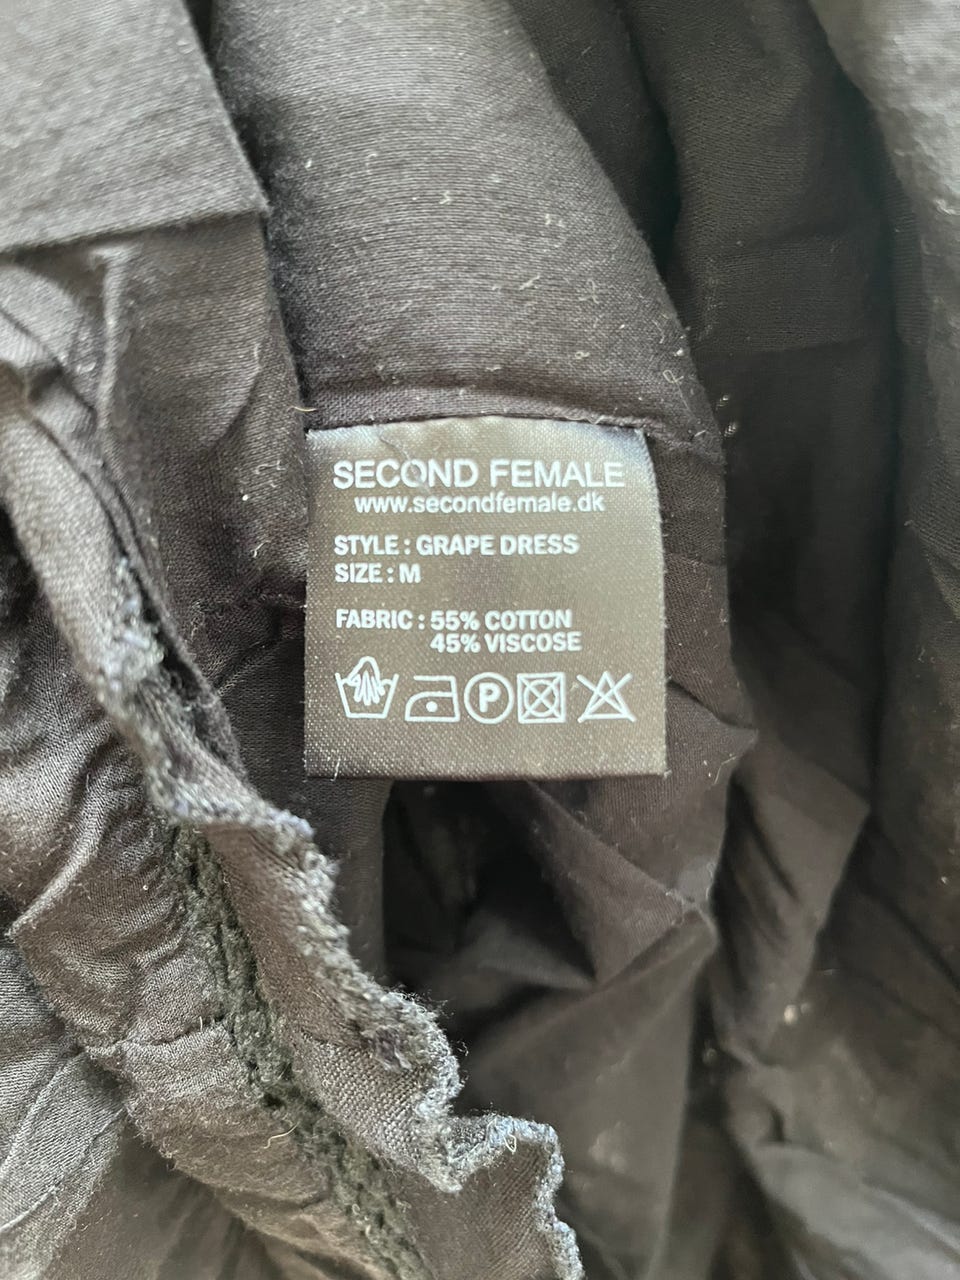 SECOND FEMALE
www.secondfemale.dk
STYLE : GRAPE DRESS
SIZE : M
FABRIC : 55% COTTON
45% VISCOSE
P